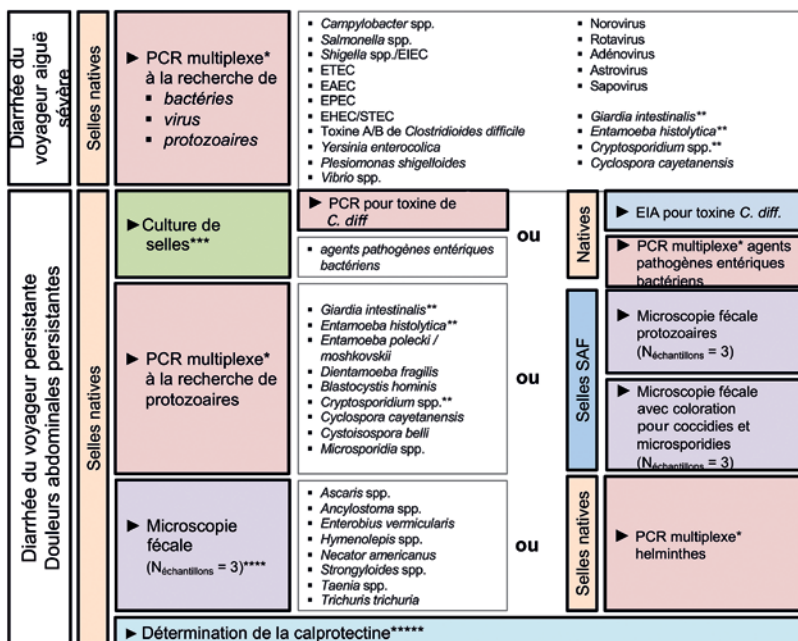 Diarrhée du
voyageur aiguë
sévère
Selles natives
► PCR multiplexe*
à la recherche de
▪ bactéries
▪ virus
▪ protozoaires
▪ Campylobacter spp.
▪ Salmonella spp.
▪ Shigella spp./EIEC
▪ ETEC
▪ EAEC
▪ EPEC
▪ EHEC/STEC
▪ Toxine A/B de Clostridioides difficile
▪ Yersinia enterocolica
▪ Plesiomonas shigelloides
▪ Vibrio spp.
▪ Norovirus
▪ Rotavirus
▪ Adénovirus
▪ Astrovirus
▪ Sapovirus
▪ Giardia intestinalis**
▪ Entamoeba histolytica**
▪ Cryptosporidium spp.**
▪ Cyclospora cayetanensis
Diarrhée du voyageur persistante
Douleurs abdominales persistantes
Selles natives
►Culture de
selles***
► PCR pour toxine de
C. diff
▪ agents pathogènes entériques
bactériens
ou
Natives
► EIA pour toxine C. diff.
► PCR multiplexe* agents
pathogènes entériques
bactériens
► PCR multiplexe*
à la recherche de
protozoaires
▪ Giardia intestinalis**
▪ Entamoeba histolytica**
▪ Entamoeba polecki /
moshkovskii
▪ Dientamoeba fragilis
▪ Blastocystis hominis
▪ Cryptosporidium spp.**
▪ Cyclospora cayetanensis
▪ Cystoisospora belli
▪ Microsporidia spp.
ou
Selles SAF
► Microscopie fécale
protozoaires
(Néchantillons = 3)
► Microscopie fécale
avec coloration
pour coccidies et
microsporidies
(Néchantillons = 3)
► Microscopie
fécale
(Néchantillons = 3)****
▪ Ascaris spp.
▪ Ancylostoma spp.
▪ Enterobius vermicularis
▪ Hymenolepis spp.
▪ Necator americanus
▪ Strongyloides spp.
▪ Taenia spp.
▪ Trichuris trichuria
ou
Selles natives
► PCR multiplexe*
helminthes
► Détermination de la calprotectine*****